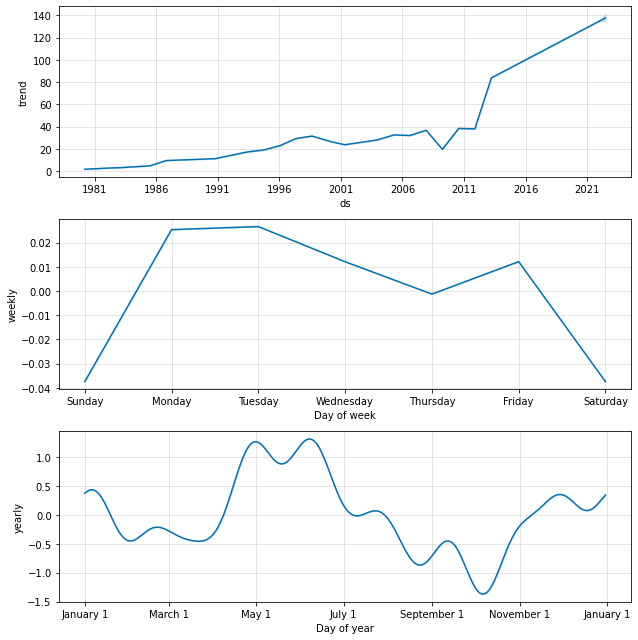 140
120
100
80
60
40
20
0
trend
1981 1986 1991 1996 2001 2006 2011 2016 2021
ds
0.02
0.01
0.00
−0.01
−0.02
−0.03
−0.04
weekly
Sunday Monday Tuesday Wednesday Thursday Friday Saturday
Day of week
1.0
0.5
0.0
−0.5
−1.0
−1.5
yearly
January 1 March 1 May 1 July 1 September 1 November 1 January 1
Day of year